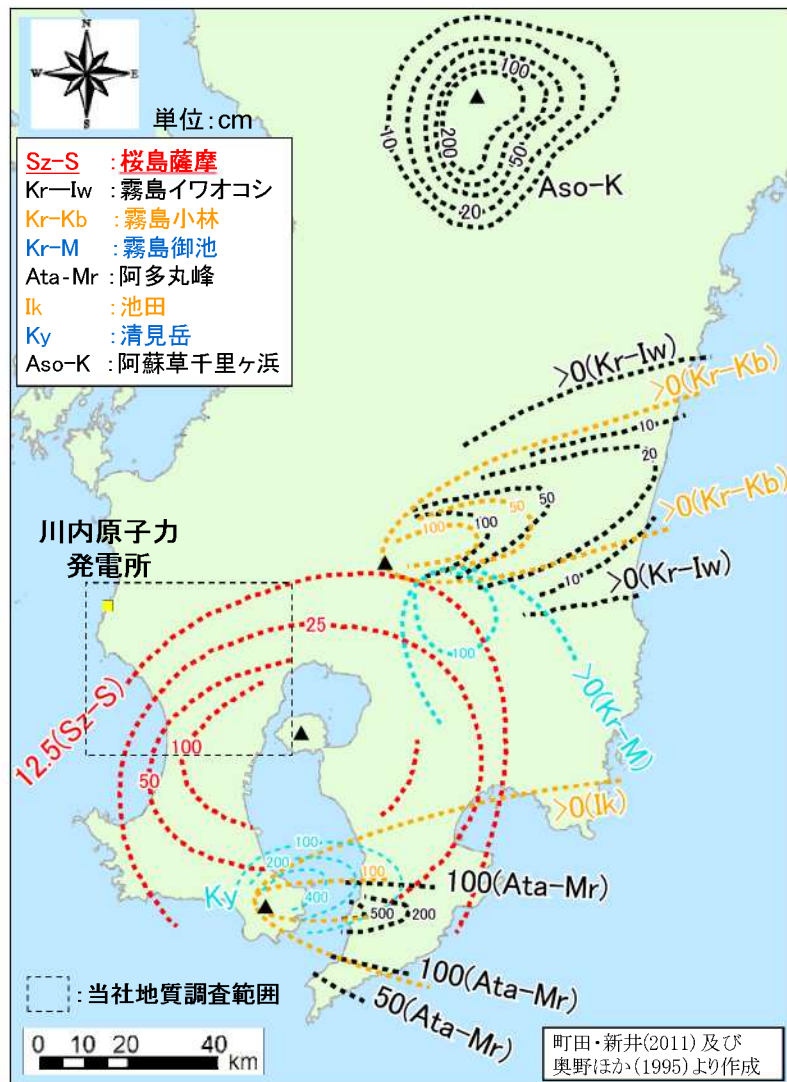 N
W
E
S
単位:cm
Sz-S :桜島薩摩
Kr—Iw :霧島イワオコシ
Kr-Kb :霧島小林
Kr-M :霧島御池
Ata-Mr :阿多丸峰
Ik :池田
Ky :清見岳
Aso-K :阿蘇草千里ヶ浜
100
10
200
50
20
Aso-K
>0(Kr-Iw)
>0(Kr-Kb)
10
20
50
50
100
100
>0(Kr-Kb)
10
>0(Kr-Iw)
川内原子力
発電所
25
100
>0(Kr-M)
12.5(Sz-S)
100
50
>0(Ik)
100
200
100
400
Ky
100(Ata-Mr)
500
200
100(Ata-Mr)
50(Ata-Mr)
:当社地質調査範囲
0 10 20 40
km
町田・新井(2011)及び
奥野ほか(1995)より作成